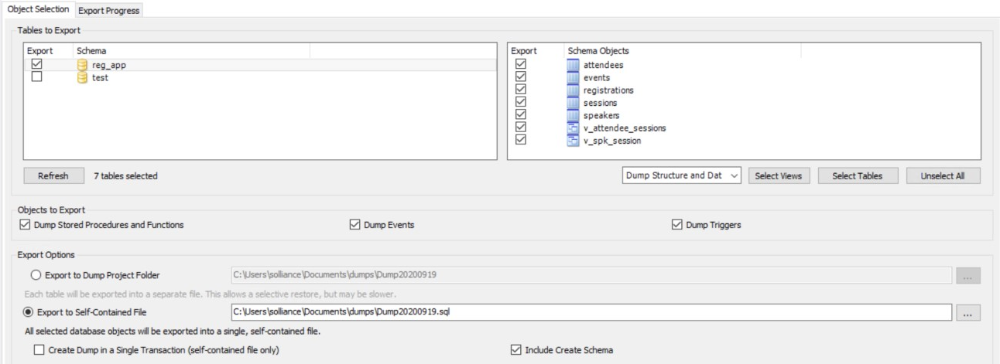 Object Selection Export Progress
Tables to Export
Export Schema
reg_app
test
Export Schema Objects
attendees
events
registrations
sessions
speakers
v_attendee_sessions
v_spk_session
Refresh 7 tables selected Dump Structure and Dat Select Views Select Tables Unselect All
Objects to Export
Dump Stored Procedures and Functions Dump Events Dump Triggers
Export Options
Export to Dump Project Folder C:\Users\solliance\Documents\dumps\Dump20200919 ...
Each table will be exported into a separate file. This allows a selective restore, but may be slower.
Export to Self-Contained File C:\Users\solliance\Documents\dumps\Dump20200919.sql ...
All selected database objects will be exported into a single, self-contained file.
Create Dump in a Single Transaction (self-contained file only) Include Create Schema